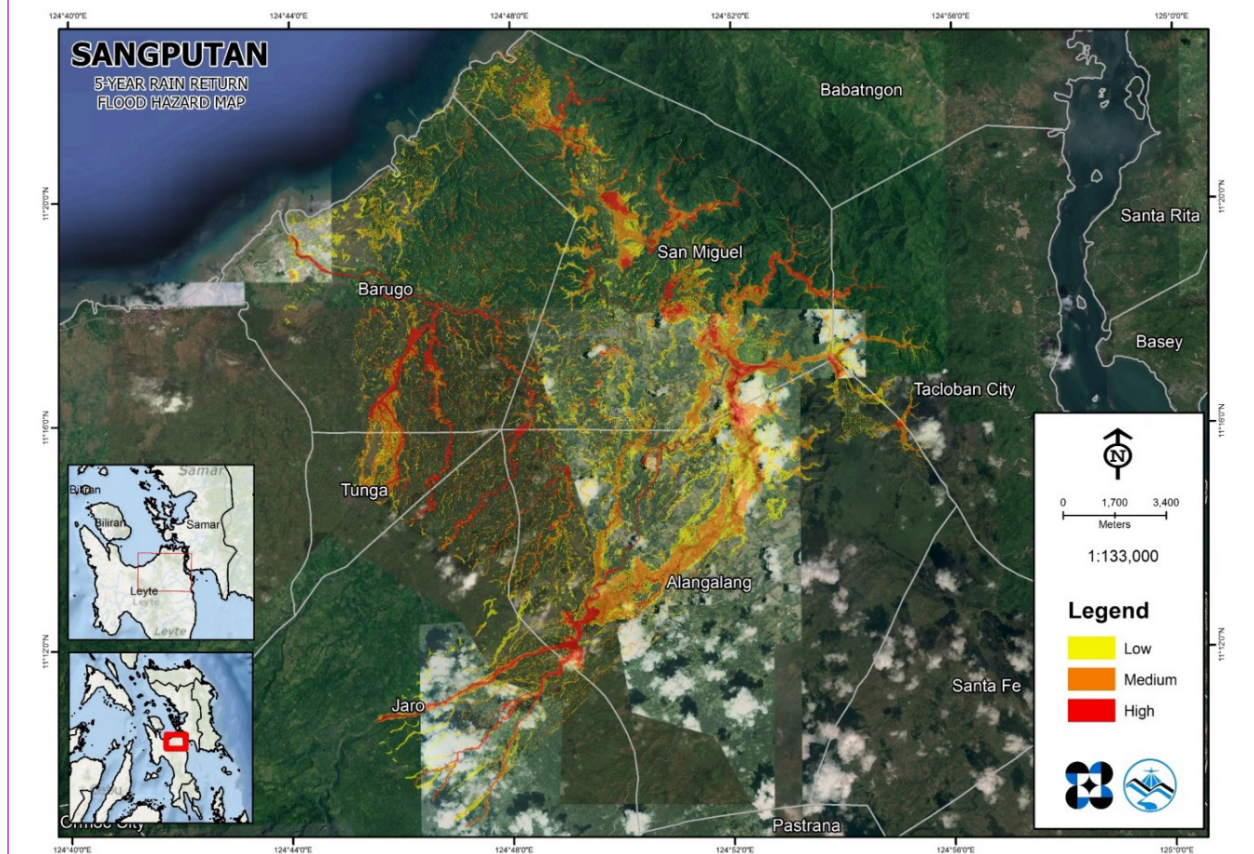 124°40'0"E 124°44'0"E 124°48'0"E 124°52'0"E 124°56'0"E 125°0'0"E
SANGPUTAN
5-YEAR RAIN RETURN
FLOOD HAZARD MAP
Babatngon
11°20'0"N
11°20'0"N
Santa Rita
San Miguel
Barugo
Basey
Tacloban City
11°16'0"N
11°16'0"N
Tunga
Samar
Biliran
Samar
Leyte
Leyte
Leyte
N
0 1,700 3,400
Meters
1:133,000
Alangalang
Legend
Low
Medium
High
11°12'0"N
11°12'0"N
Santa Fe
Jaro
Ormoc City
Pastrana
124°40'0"E 124°44'0"E 124°48'0"E 124°52'0"E 124°56'0"E 125°0'0"E